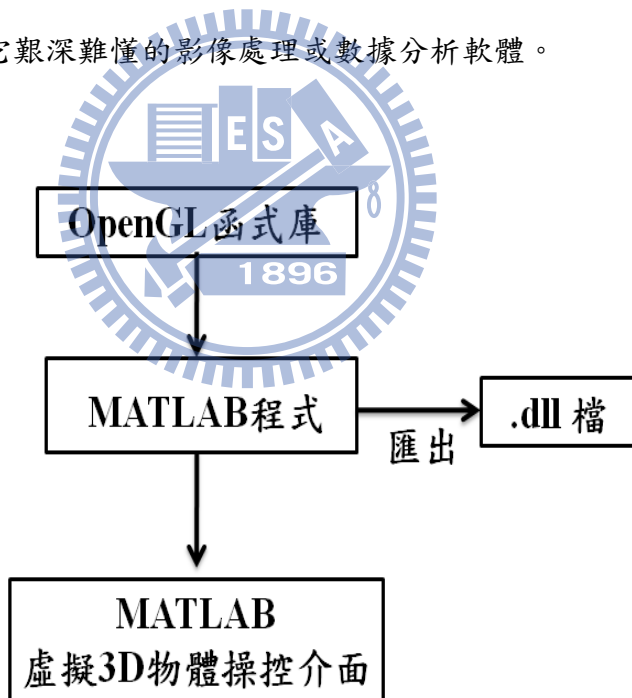 它艱深難懂的影像處理或數據分析軟體。
E S A
OpenGL函式庫
1896
MATLAB程式
匯出
.dll 檔
MATLAB
虛擬3D物體操控介面